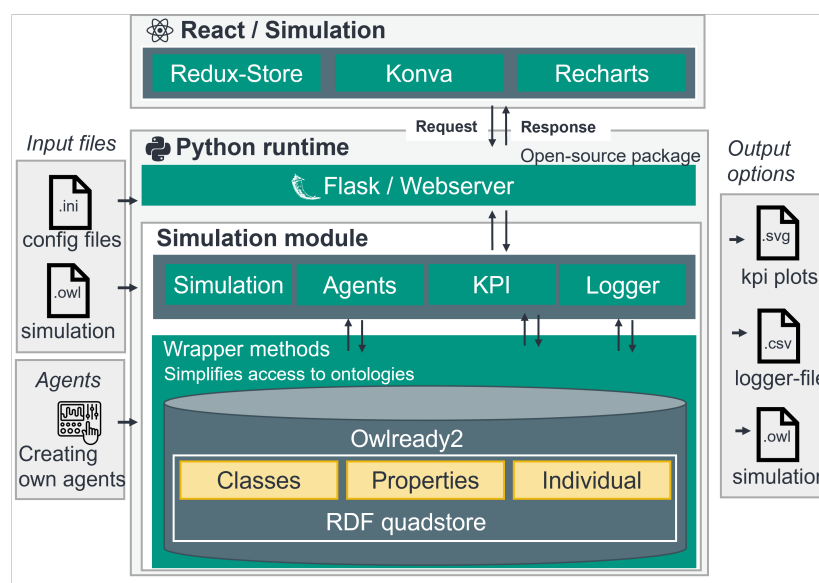 React / Simulation
Redux-Store
Konva
Recharts
Request
Response
Input files
.ini
config files
.owl
simulation
Agents
Creating
own agents
Python runtime
Open-source package
Flask / Webserver
Simulation module
Simulation
Agents
KPI
Logger
Wrapper methods
Simplifies access to ontologies
Owlready2
Classes
Properties
Individual
RDF quadstore
Output
options
.svg
kpi plots
.csv
logger-file
.owl
simulation